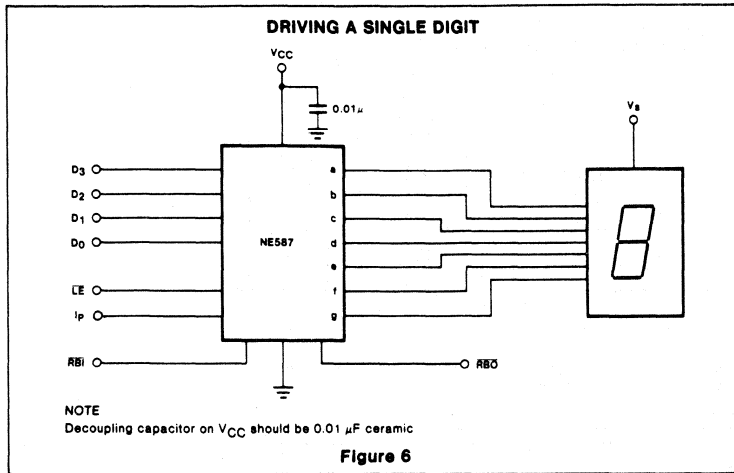 DRIVING A SINGLE DIGIT
VCC
0.01μ
Vs
D3
D2
D1
D0
LE
Ip
RBI
NE587
a
b
c
d
e
f
g
RBO
NOTE
Decoupling capacitor on VCC should be 0.01 μF ceramic
Figure 6